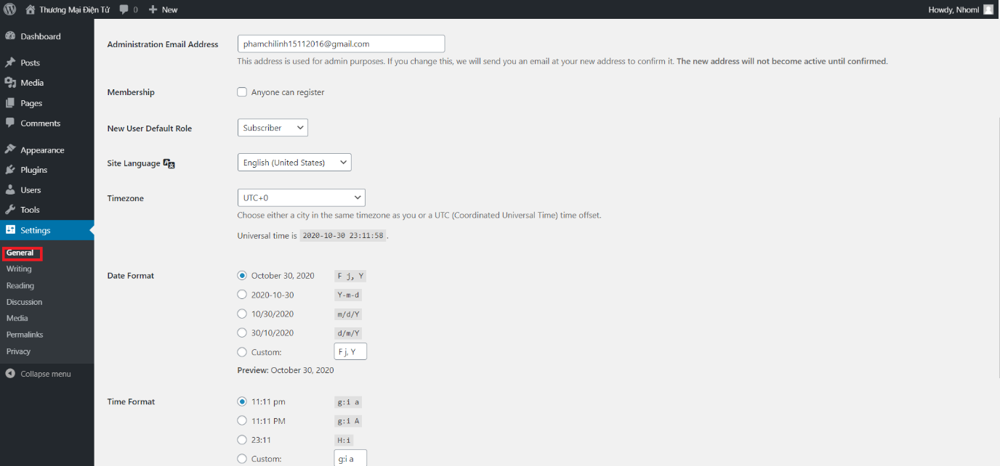 Thương Mại Điện Tử 0 New Howdy, Nhoml
Dashboard
Posts
Media
Pages
Comments
Appearance
Plugins
Users
Tools
Settings
General
Writing
Reading
Discussion
Media
Permalinks
Privacy
Collapse menu
Administration Email Address phamchilinh15112016@gmail.com
This address is used for admin purposes. If you change this, we will send you an email at your new address to confirm it. The new address will not become active until confirmed.
Membership Anyone can register
New User Default Role Subscriber
Site Language English (United States)
Timezone UTC+0
Choose either a city in the same timezone as you or a UTC (Coordinated Universal Time) time offset.
Universal time is 2020-10-30 23:11:58 .
Date Format October 30, 2020 F j, Y
2020-10-30 Y-m-d
10/30/2020 m/d/Y
30/10/2020 d/m/Y
Custom: F j, Y
Preview: October 30, 2020
Time Format 11:11 pm g:i a
11:11 PM g:i A
23:11 H:i
Custom: g:i a